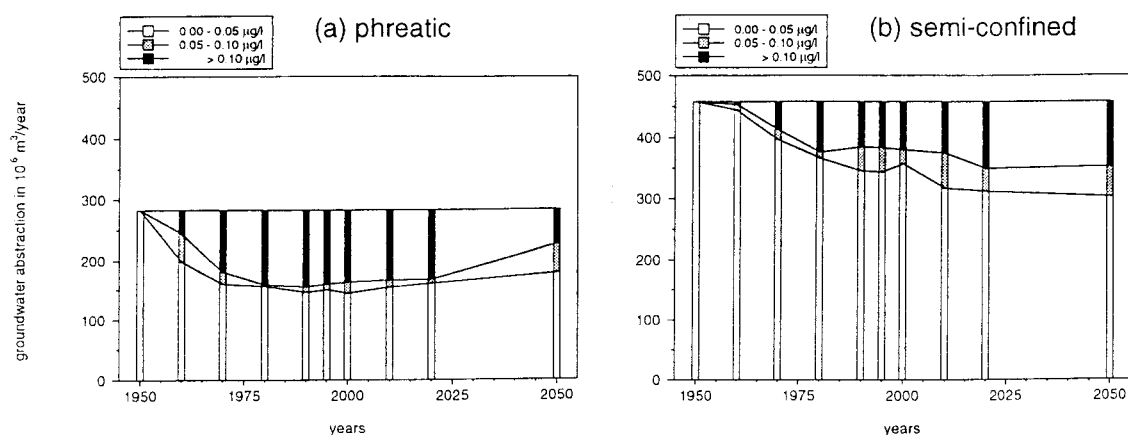 0.00 - 0.05 µg/l
0.05 - 0.10 µg/l
> 0.10 µg/l
(a) phreatic
groundwater abstraction in 10⁶ m³/year
500
400
300
200
100
0
1950
1975
2000
2025
2050
years
0.00 - 0.05 µg/l
0.05 - 0.10 µg/l
> 0.10 µg/l
(b) semi-confined
500
400
300
200
100
0
1950
1975
2000
2025
2050
years